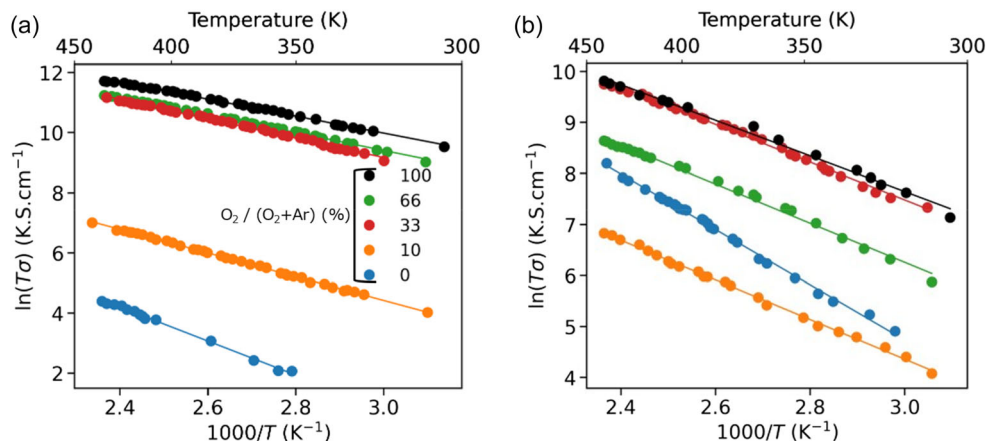 (a)
Temperature (K)
450 400 350 300
12
10
8
6
4
2
ln(Tσ) (K.S.cm⁻¹)
O₂ / (O₂+Ar) (%)
100
66
33
10
0
2.4 2.6 2.8 3.0
1000/T (K⁻¹)
(b)
Temperature (K)
450 400 350 300
10
9
8
7
6
5
4
ln(Tσ) (K.S.cm⁻¹)
2.4 2.6 2.8 3.0
1000/T (K⁻¹)